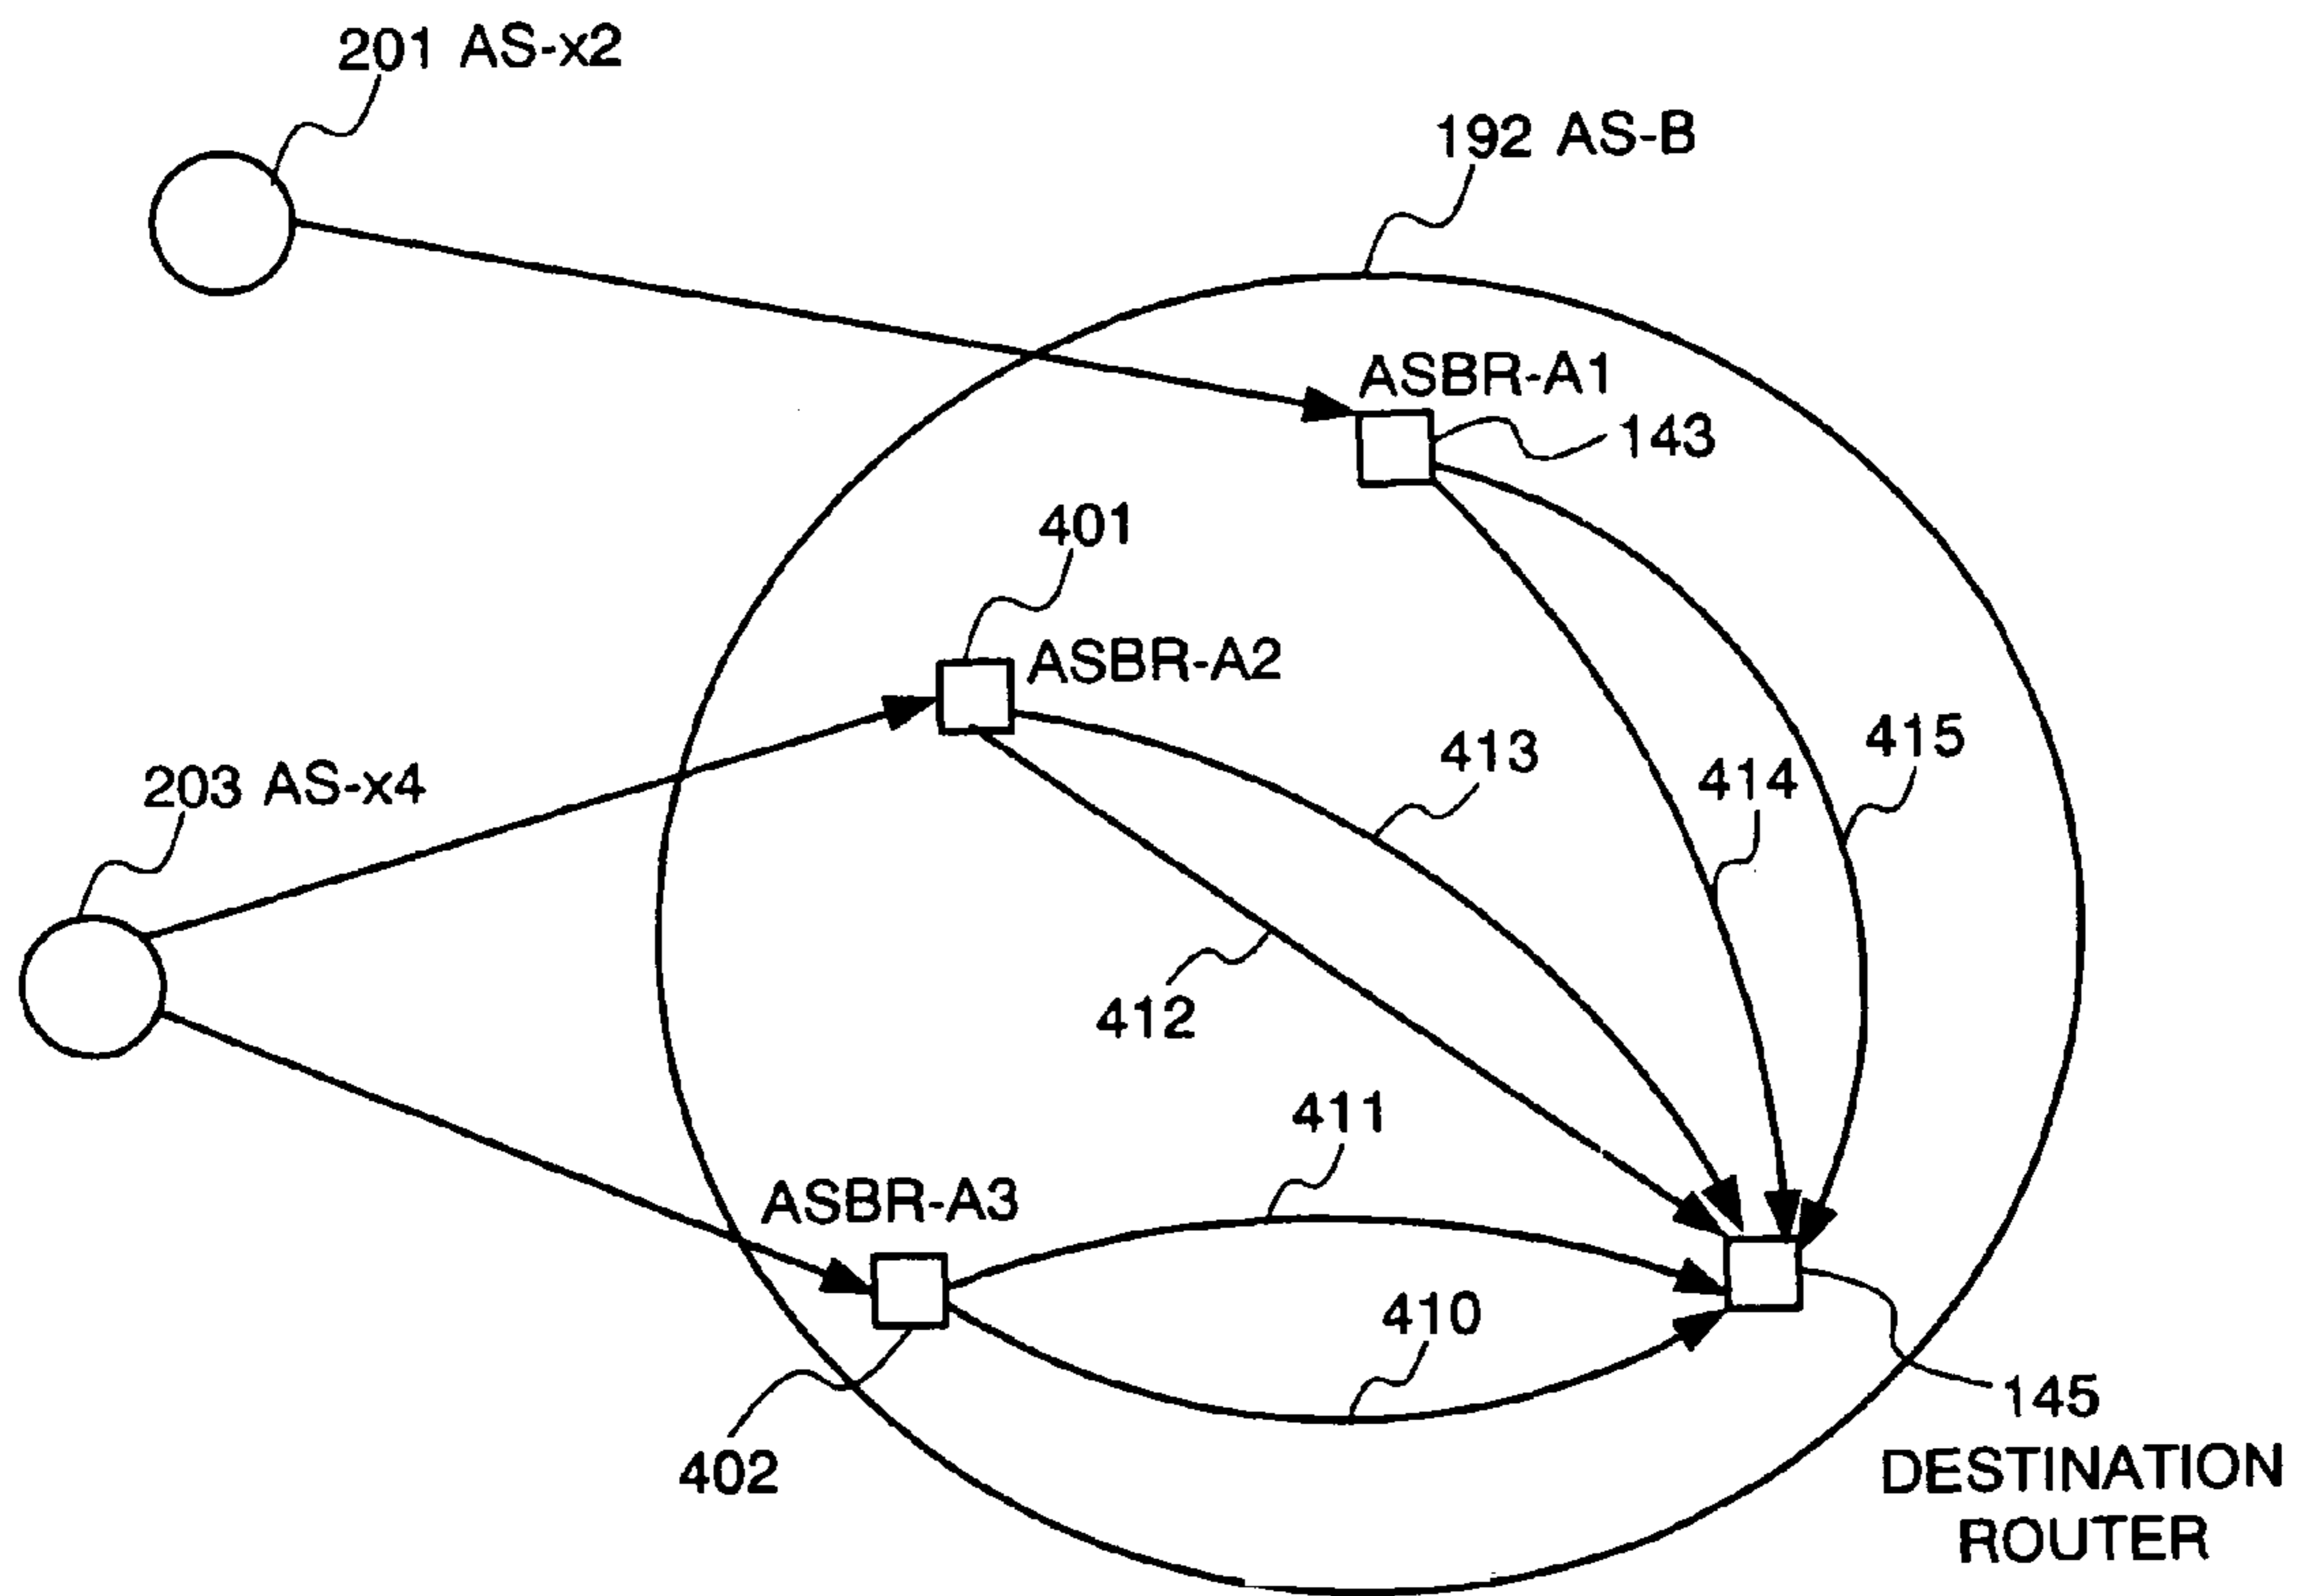 201 AS-x2
192 AS-B
ASBR-A1
143
401
ASBR-A2
413
415
414
203 AS-x4
412
411
ASBR-A3
410
145
DESTINATION
ROUTER
402